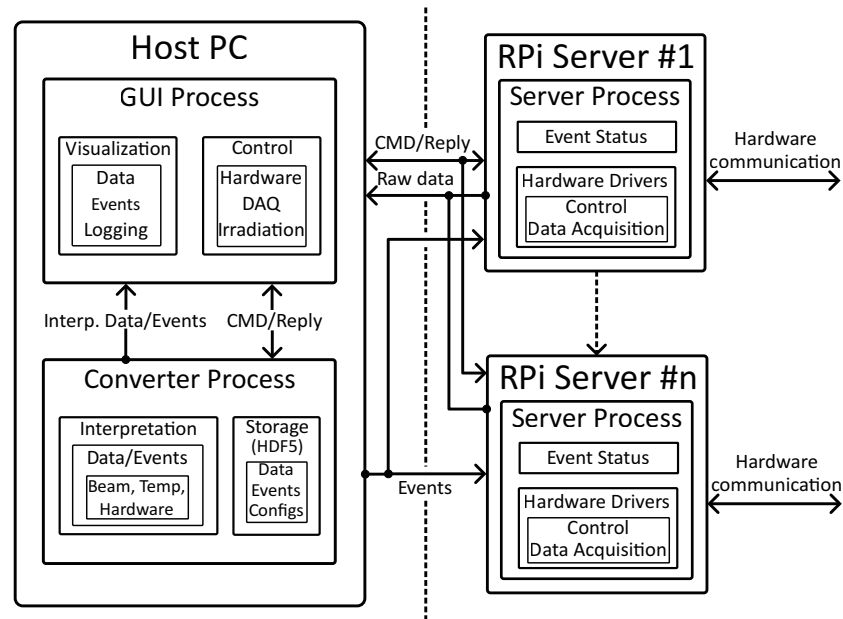 Host PC
GUI Process
Visualization
Data
Events
Logging
Control
Hardware
DAQ
Irradiation
Interp. Data/Events
CMD/Reply
Converter Process
Interpretation
Data/Events
Beam, Temp,
Hardware
Storage
(HDF5)
Data
Events
Configs
CMD/Reply
Raw data
Events
RPi Server #1
Server Process
Event Status
Hardware Drivers
Control
Data Acquisition
Hardware
communication
RPi Server #n
Server Process
Event Status
Hardware Drivers
Control
Data Acquisition
Hardware
communication